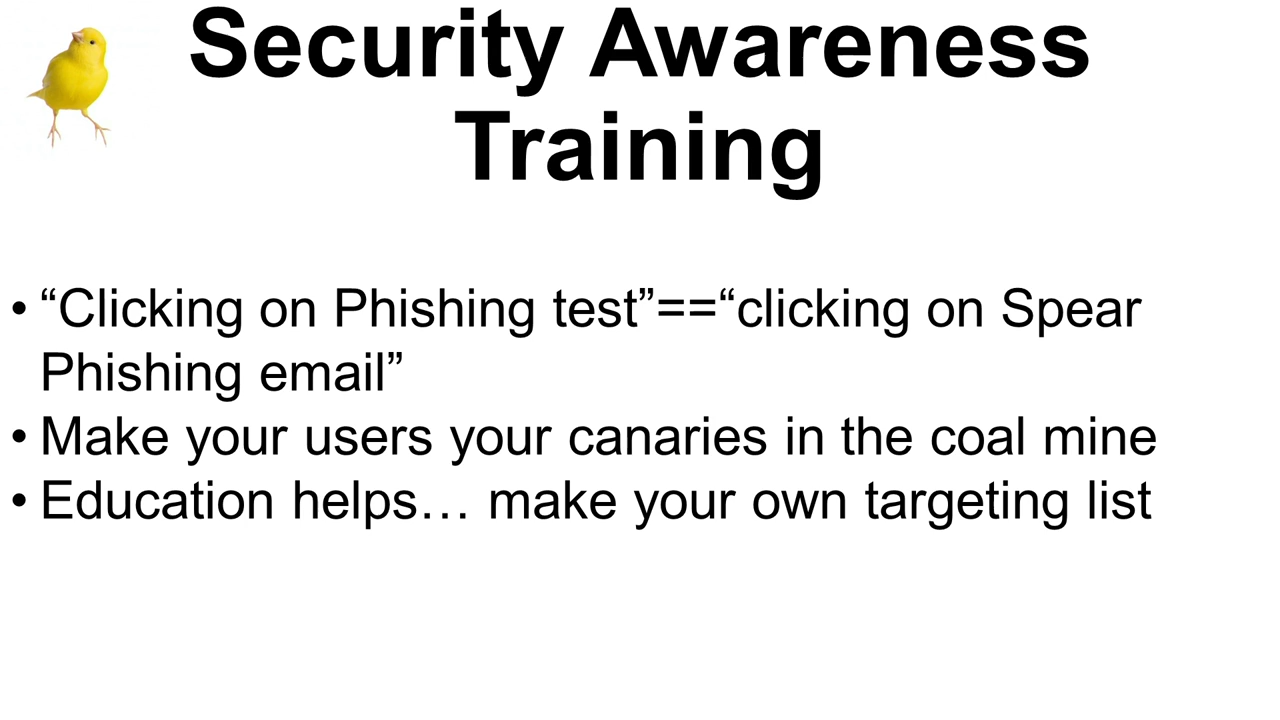 Security Awareness
Training
• “Clicking on Phishing test”==“clicking on Spear
Phishing email”
• Make your users your canaries in the coal mine
• Education helps… make your own targeting list